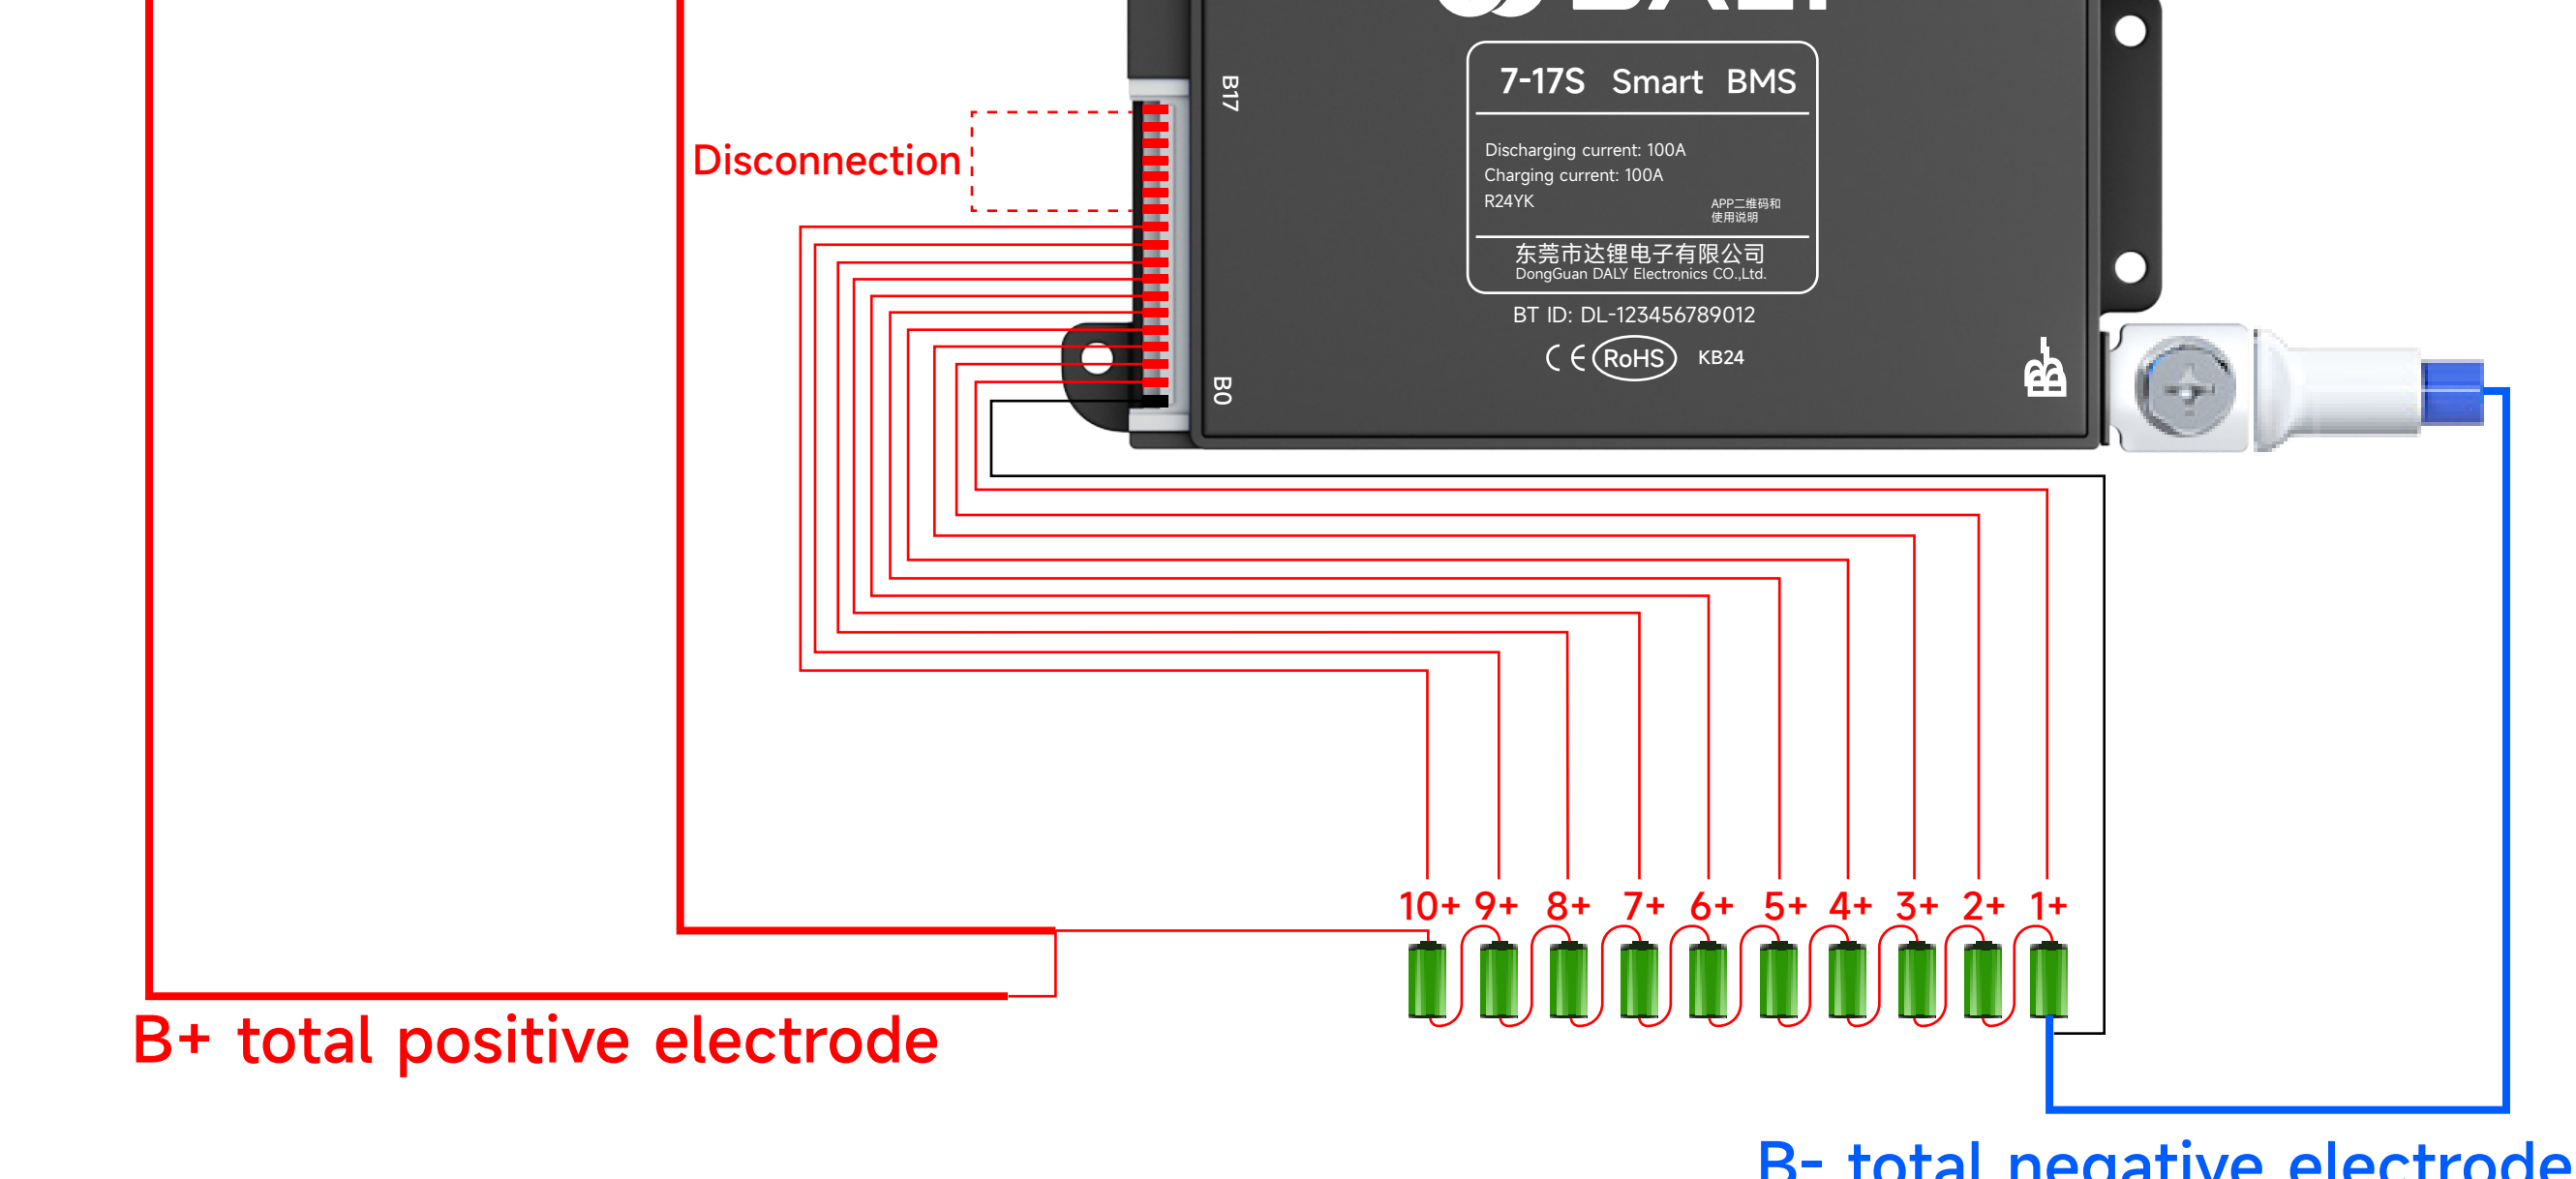 B17
7-17S Smart BMS
Disconnection
Discharging current: 100A
Charging current: 100A
R24YK
APP二维码和
使用说明
东莞市达锂电子有限公司
DongGuan DALY Electronics CO.,Ltd.
BT ID: DL-123456789012
CE RoHS KB24
B0
10+ 9+ 8+ 7+ 6+ 5+ 4+ 3+ 2+ 1+
B+ total positive electrode
B- total negative electrode